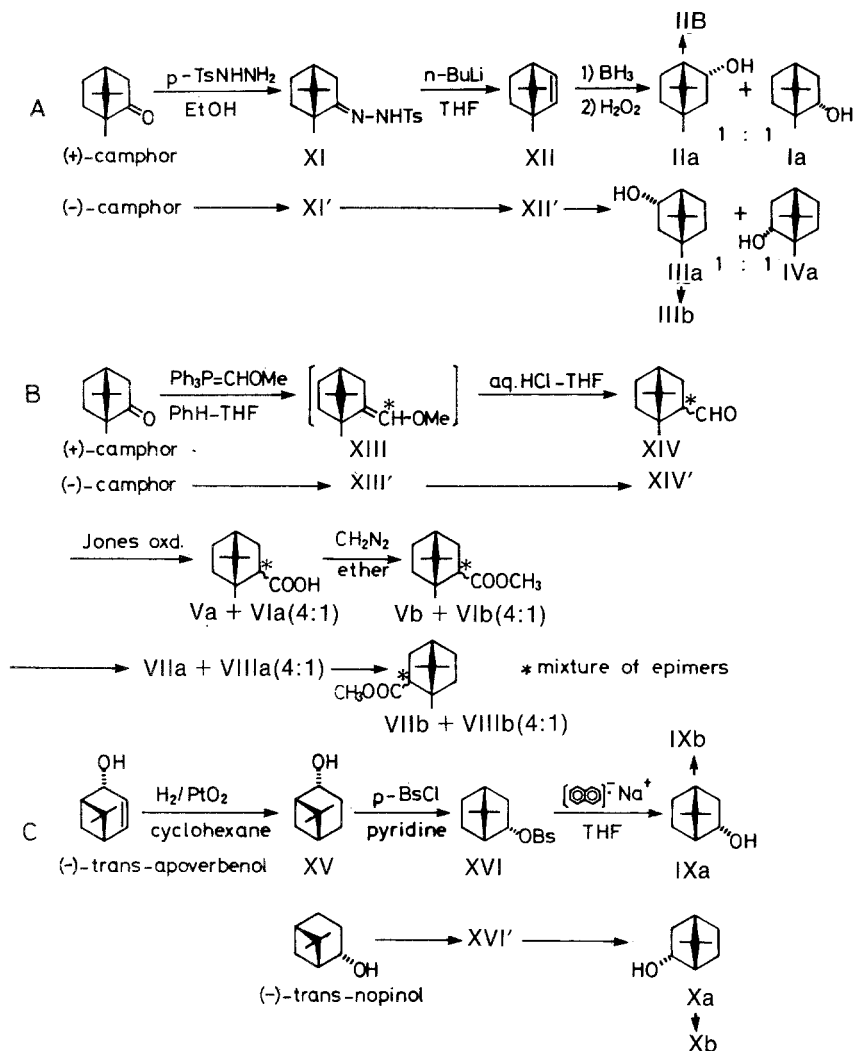 A
p-TsNHNH₂
EtOH
n-BuLi
THF
1) BH₃
2) H₂O₂
IIB
O
N-NHTs
OH
OH
(+)-camphor
XI
XII
IIa
1 : 1
Ia
(-)-camphor
XI'
XII'
HO
+
HO
IIIa
1 : 1
IVa
IIIb
B
Ph₃P=CHOMe
PhH-THF
aq.HCl-THF
O
*
CH-OMe
*
CHO
(+)-camphor
XIII
XIV
(-)-camphor
XIII'
XIV'
Jones oxd.
CH₂N₂
ether
*
COOH
*
COOCH₃
Va + VIa(4:1)
Vb + VIb(4:1)
VIIa + VIIIa(4:1)
*
CH₃OOC
* mixture of epimers
VIIb + VIIIb(4:1)
C
OH
H₂/PtO₂
cyclohexane
OH
p-BsCl
pyridine
OBs
[ ]·⁻ Na⁺
THF
IXb
OH
(-)-trans-apoverbenol
XV
XVI
IXa
OH
XVI'
HO
(-)-trans-nopinol
Xa
Xb